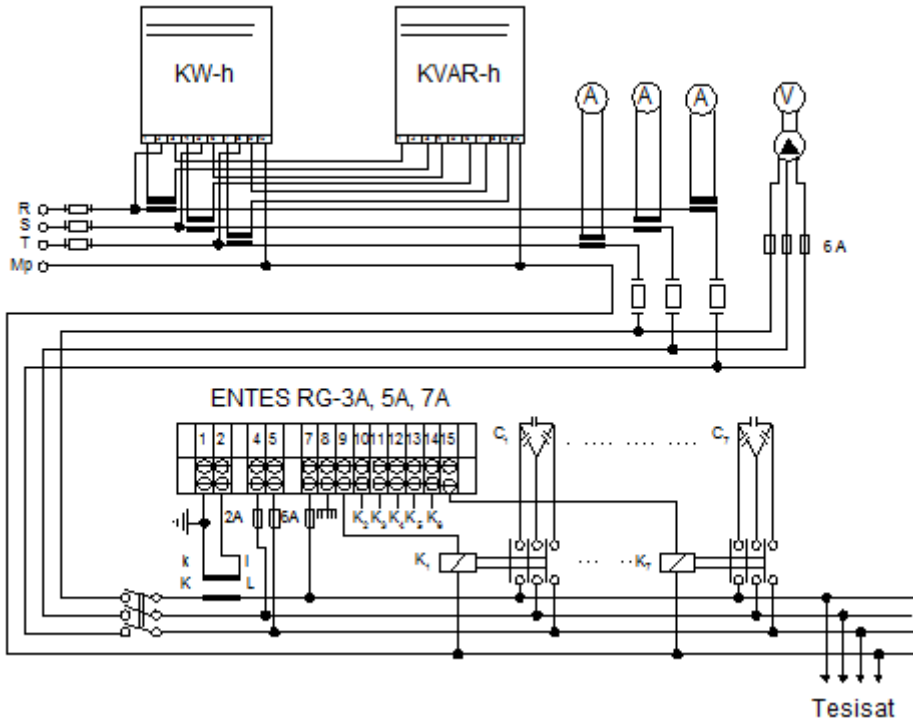 KW-h
KVAR-h
A A A V
R
S
T
Mp
6 A
ENTES RG-3A, 5A, 7A
1 2 4 5 7 8 9 10 11 12 13 14 15
C₁ . .... .... .... C₇
2A 6A K₂ K₃ K₄ K₅ K₆
k l
K L
K₁ ... ... K₇
Tesisat